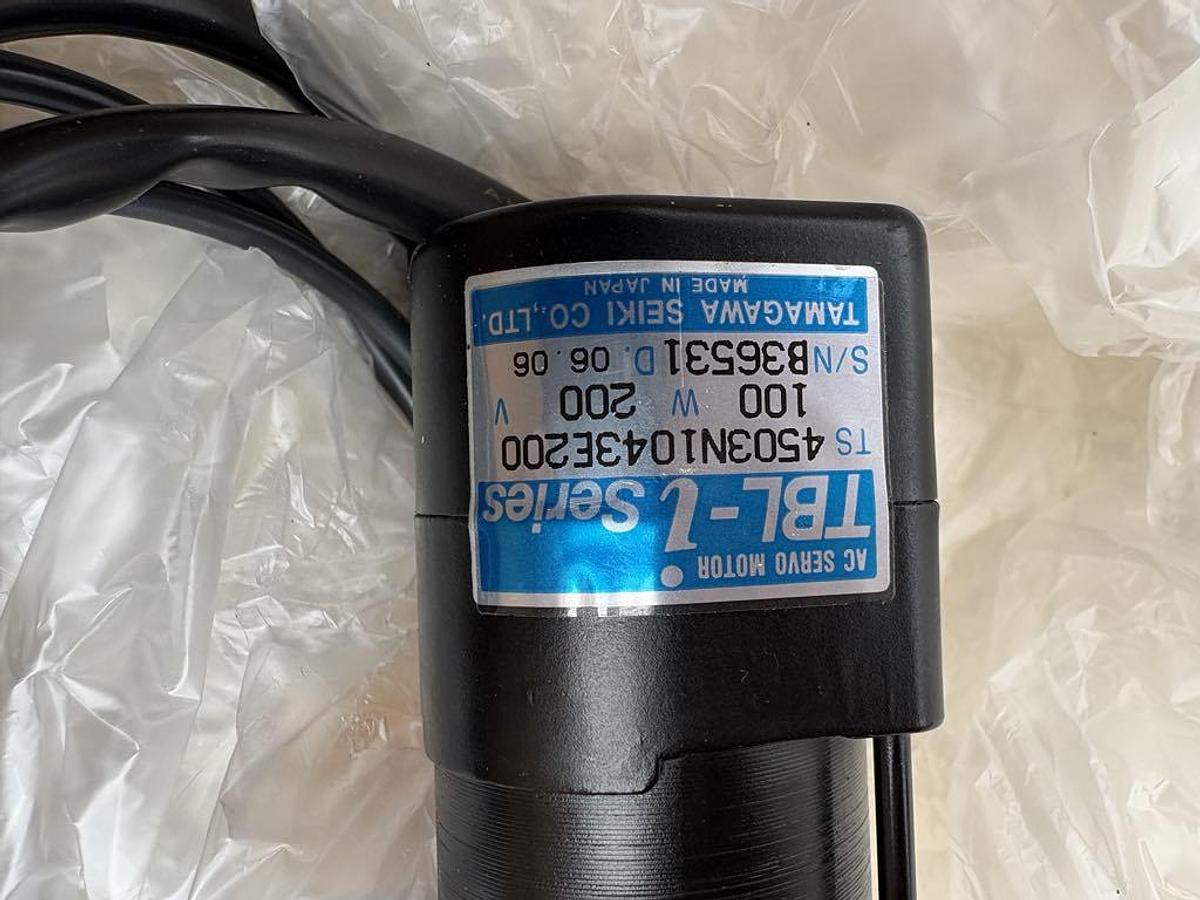 AC SERVO MOTOR
TBL-i Series
TS 4503N1043E200
100 W 200 V
S/N B36531 D. 06.06
TAMAGAWA SEIKI CO.,LTD.
MADE IN JAPAN